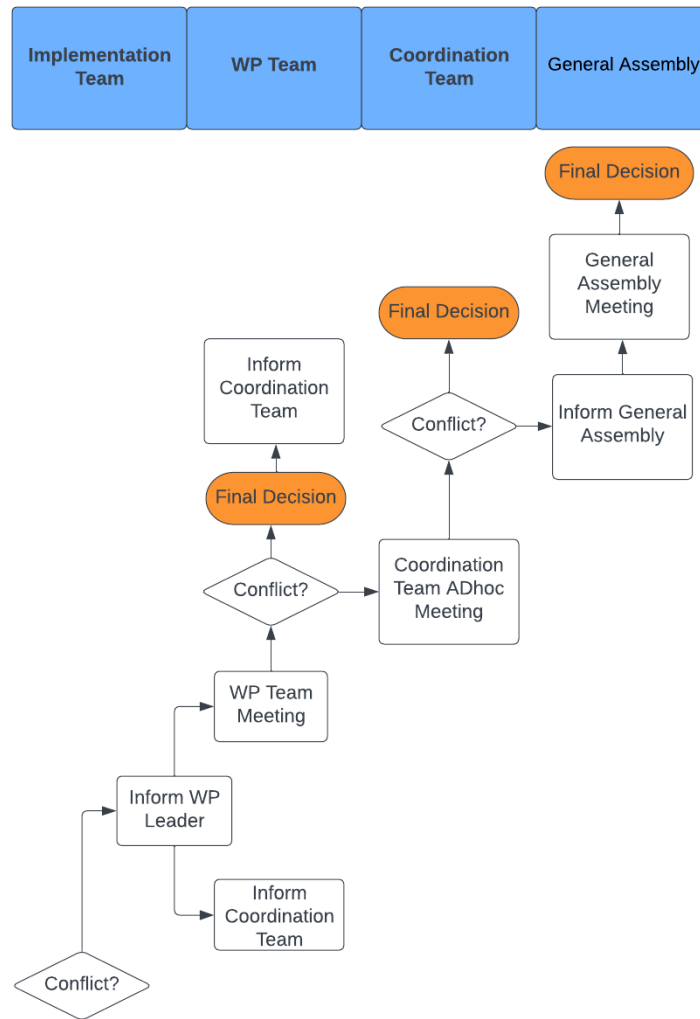 Implementation
Team
WP Team
Coordination
Team
General Assembly
Final Decision
General
Assembly
Meeting
Final Decision
Inform
Coordination
Team
Conflict?
Inform General
Assembly
Final Decision
Conflict?
Coordination
Team ADhoc
Meeting
WP Team
Meeting
Inform WP
Leader
Inform
Coordination
Team
Conflict?